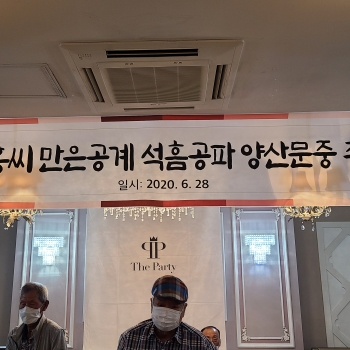 씨 만은공계 석흠공파 양산문중
일시: 2020. 6. 28
The Party